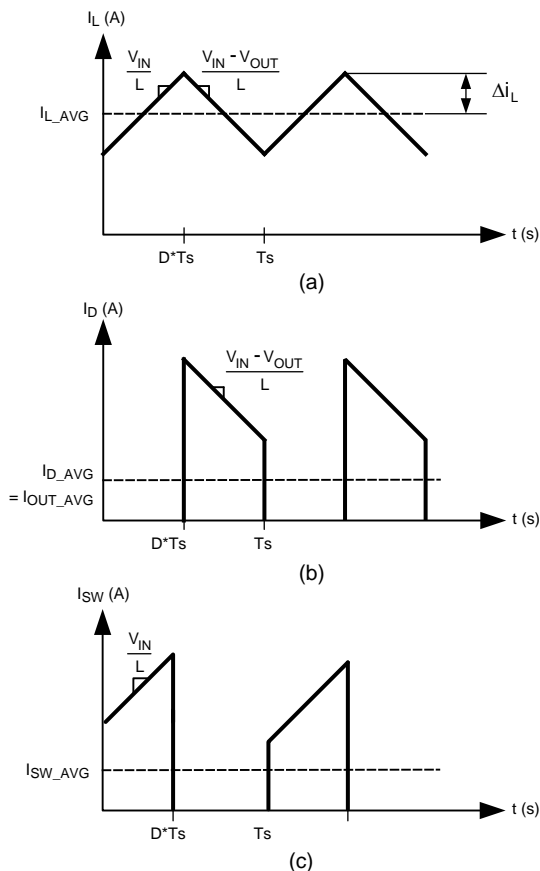 I_L (A)
V_IN / L
V_IN - V_OUT / L
I_L_AVG
Δi_L
t (s)
D*Ts
Ts
(a)
I_D (A)
V_IN - V_OUT / L
I_D_AVG
= I_OUT_AVG
t (s)
D*Ts
Ts
(b)
I_SW (A)
V_IN / L
I_SW_AVG
t (s)
D*Ts
Ts
(c)